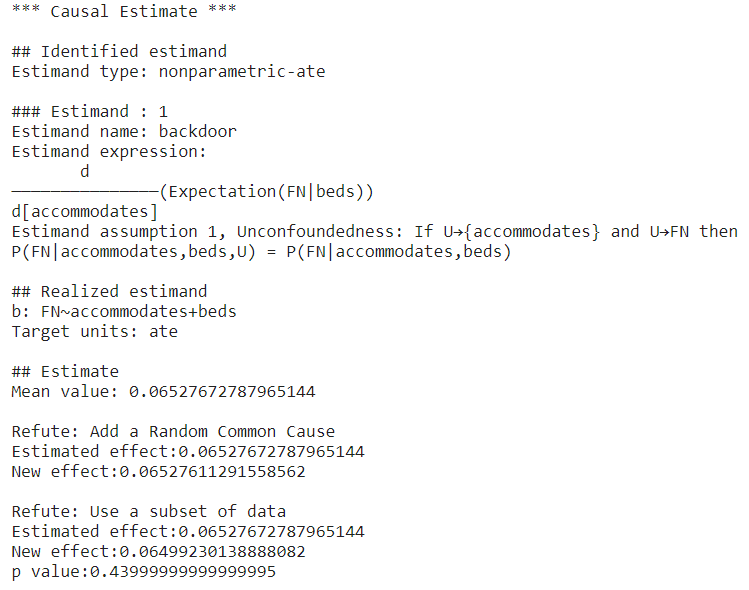 *** Causal Estimate ***
## Identified estimand
Estimand type: nonparametric-ate
### Estimand : 1
Estimand name: backdoor
Estimand expression:
d
───────────────(Expectation(FN|beds))
d[accommodates]
Estimand assumption 1, Unconfoundedness: If U→{accommodates} and U→FN then
P(FN|accommodates,beds,U) = P(FN|accommodates,beds)
## Realized estimand
b: FN~accommodates+beds
Target units: ate
## Estimate
Mean value: 0.06527672787965144
Refute: Add a Random Common Cause
Estimated effect:0.06527672787965144
New effect:0.06527611291558562
Refute: Use a subset of data
Estimated effect:0.06527672787965144
New effect:0.06499230138888082
p value:0.43999999999999995